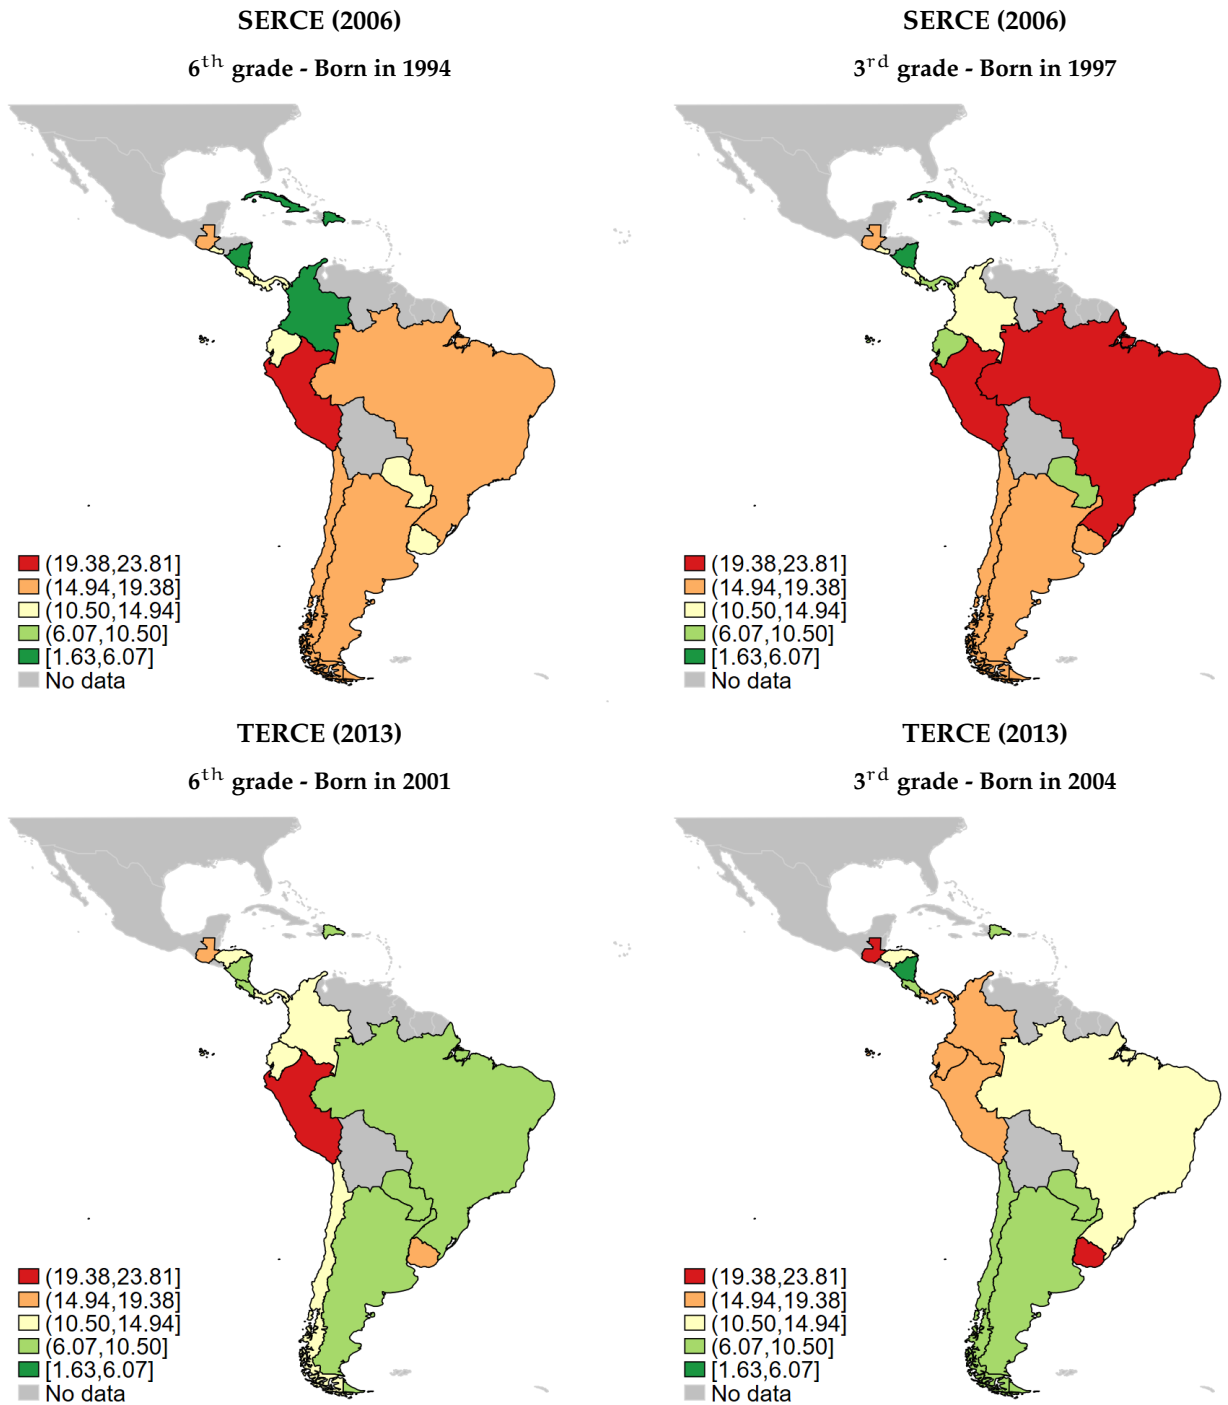 SERCE (2006)
6th grade - Born in 1994
(19.38,23.81]
(14.94,19.38]
(10.50,14.94]
(6.07,10.50]
[1.63,6.07]
No data
SERCE (2006)
3rd grade - Born in 1997
(19.38,23.81]
(14.94,19.38]
(10.50,14.94]
(6.07,10.50]
[1.63,6.07]
No data
TERCE (2013)
6th grade - Born in 2001
(19.38,23.81]
(14.94,19.38]
(10.50,14.94]
(6.07,10.50]
[1.63,6.07]
No data
TERCE (2013)
3rd grade - Born in 2004
(19.38,23.81]
(14.94,19.38]
(10.50,14.94]
(6.07,10.50]
[1.63,6.07]
No data